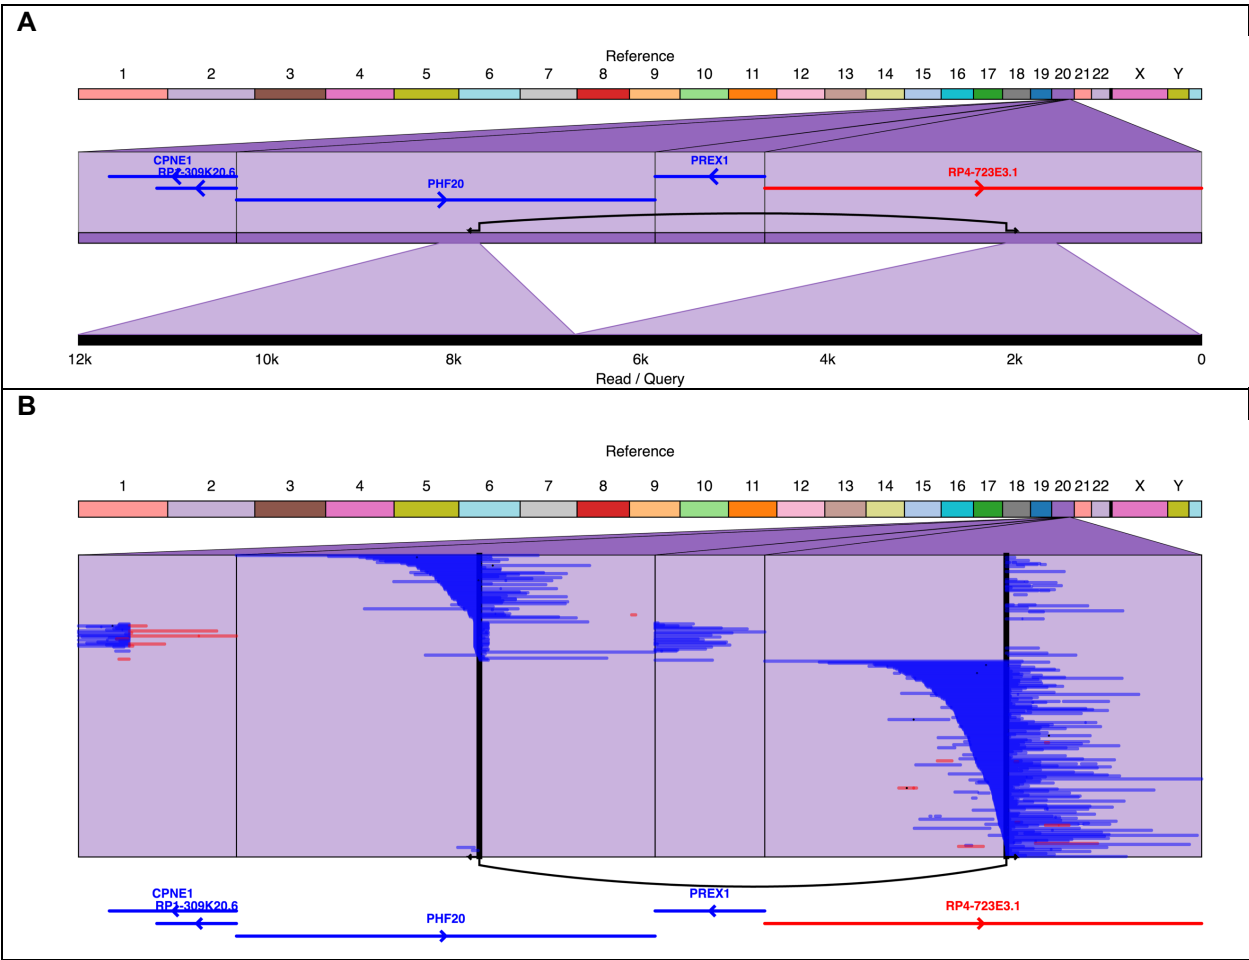 A
Reference
1 2 3 4 5 6 7 8 9 10 11 12 13 14 15 16 17 18 19 20 21 22 X Y
CPNE1
RP1-309K20.6
PHF20
PREX1
RP4-723E3.1
12k 10k 8k 6k 4k 2k 0
Read / Query
B
Reference
1 2 3 4 5 6 7 8 9 10 11 12 13 14 15 16 17 18 19 20 21 22 X Y
CPNE1
RP1-309K20.6
PHF20
PREX1
RP4-723E3.1